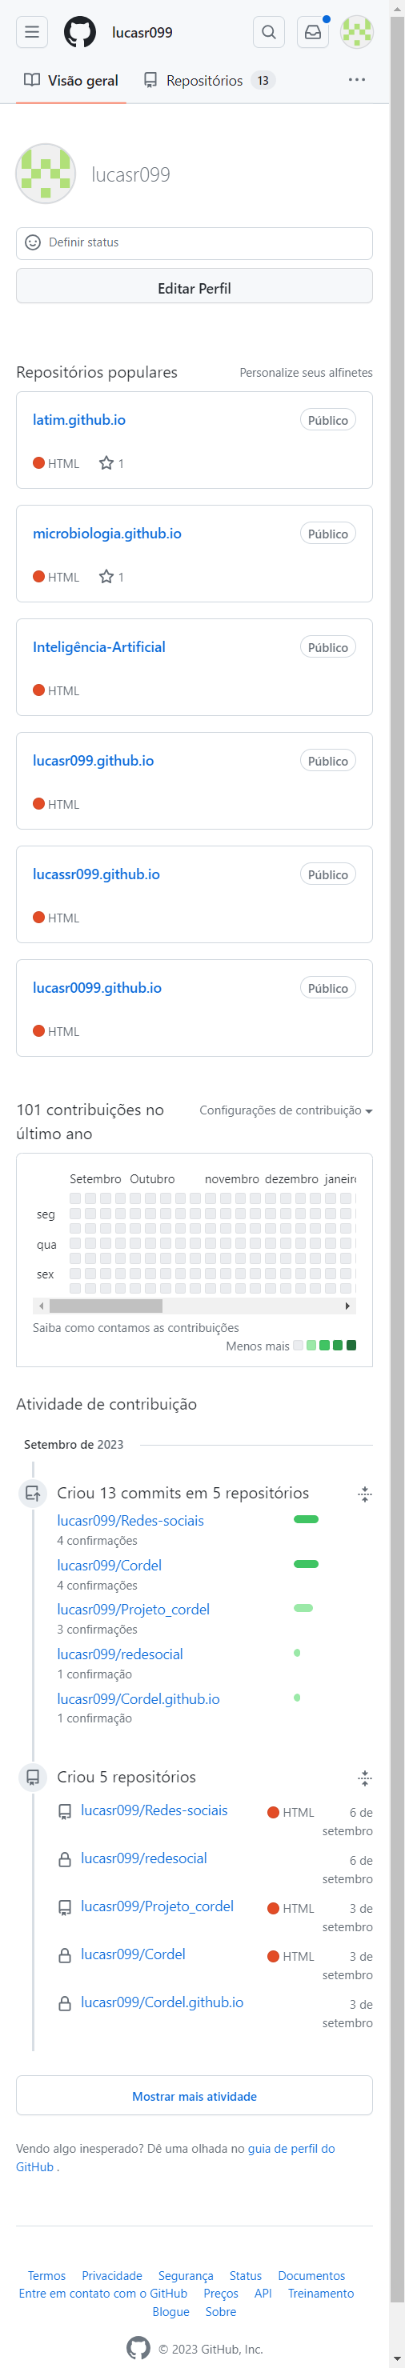 lucasr099
Visão geral
Repositórios 13
lucasr099
Definir status
Editar Perfil
Repositórios populares
Personalize seus alfinetes
latim.github.io
Público
HTML 1
microbiologia.github.io
Público
HTML 1
Inteligência-Artificial
Público
HTML
lucasr099.github.io
Público
HTML
lucassr099.github.io
Público
HTML
lucasr0099.github.io
Público
HTML
101 contribuições no
último ano
Configurações de contribuição
Setembro Outubro novembro dezembro janeiro
seg
qua
sex
Saiba como contamos as contribuições
Menos mais
Atividade de contribuição
Setembro de 2023
Criou 13 commits em 5 repositórios
lucasr099/Redes-sociais
4 confirmações
lucasr099/Cordel
4 confirmações
lucasr099/Projeto_cordel
3 confirmações
lucasr099/redesocial
1 confirmação
lucasr099/Cordel.github.io
1 confirmação
Criou 5 repositórios
lucasr099/Redes-sociais HTML 6 de
setembro
lucasr099/redesocial 6 de
setembro
lucasr099/Projeto_cordel HTML 3 de
setembro
lucasr099/Cordel HTML 3 de
setembro
lucasr099/Cordel.github.io 3 de
setembro
Mostrar mais atividade
Vendo algo inesperado? Dê uma olhada no guia de perfil do
GitHub .
Termos Privacidade Segurança Status Documentos
Entre em contato com o GitHub Preços API Treinamento
Blogue Sobre
© 2023 GitHub, Inc.